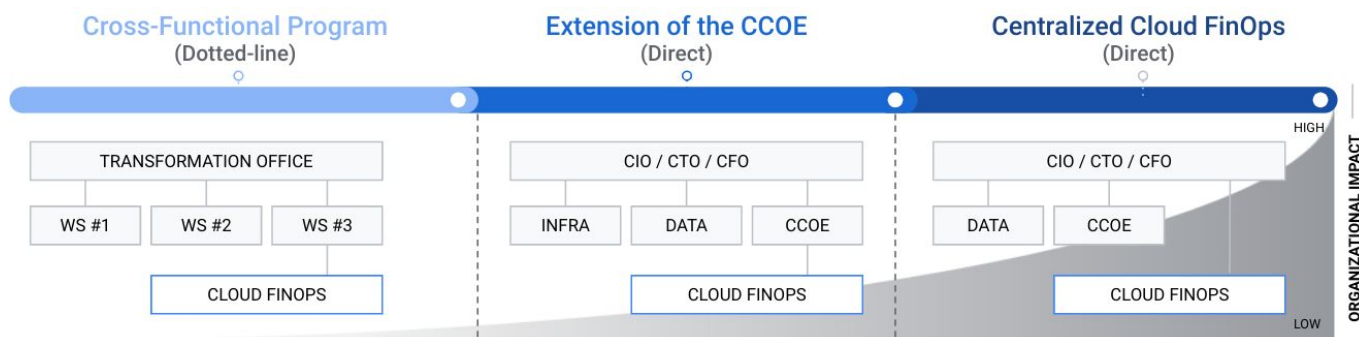 Cross-Functional Program
(Dotted-line)
Extension of the CCOE
(Direct)
Centralized Cloud FinOps
(Direct)
TRANSFORMATION OFFICE
WS #1
WS #2
WS #3
CLOUD FINOPS
CIO / CTO / CFO
INFRA
DATA
CCOE
CLOUD FINOPS
CIO / CTO / CFO
DATA
CCOE
CLOUD FINOPS
HIGH
LOW
ORGANIZATIONAL IMPACT